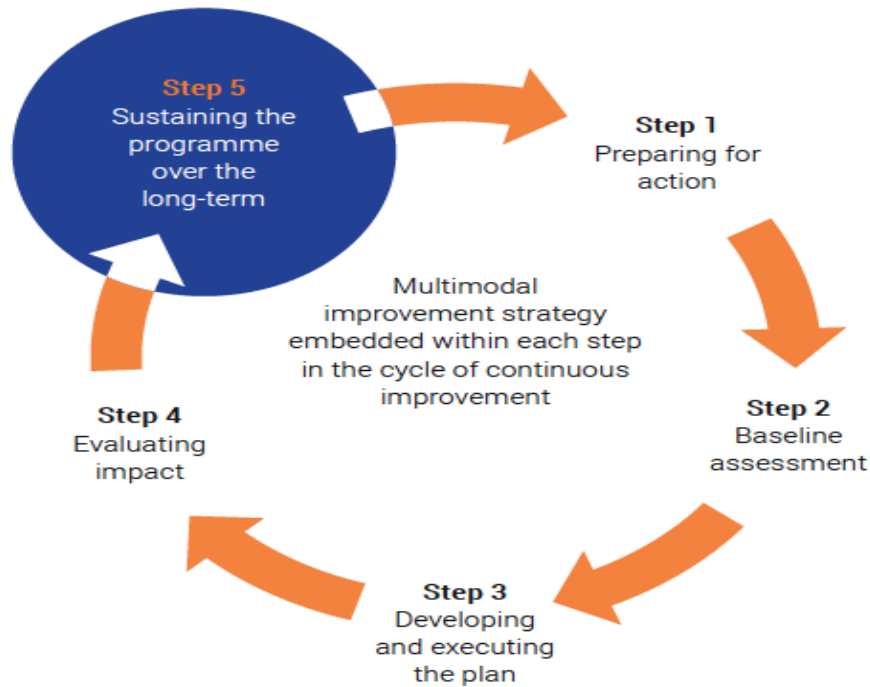 Step 5
Sustaining the
programme
over the
long-term
Step 1
Preparing for
action
Multimodal
improvement strategy
embedded within each step
in the cycle of continuous
improvement
Step 2
Baseline
assessment
Step 3
Developing
and executing
the plan
Step 4
Evaluating
impact